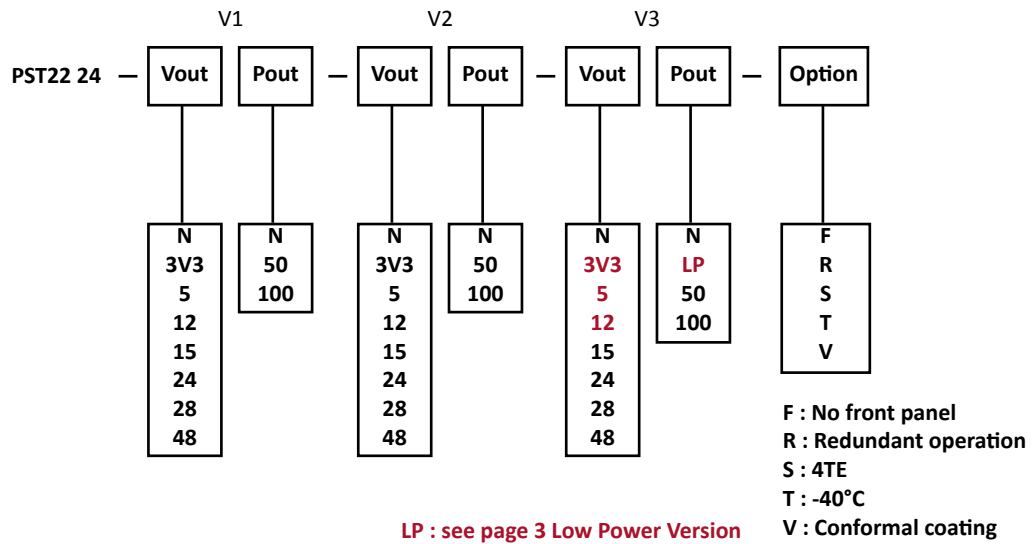 V1 V2 V3
PST22 24 — Vout Pout — Vout Pout — Vout Pout — Option
N N N N N N F
3V3 50 3V3 50 3V3 LP R
5 100 5 100 5 50 S
12 12 12 100 T
15 15 15 V
24 24 24
28 28 28
48 48 48
F : No front panel
R : Redundant operation
S : 4TE
T : -40°C
V : Conformal coating
LP : see page 3 Low Power Version